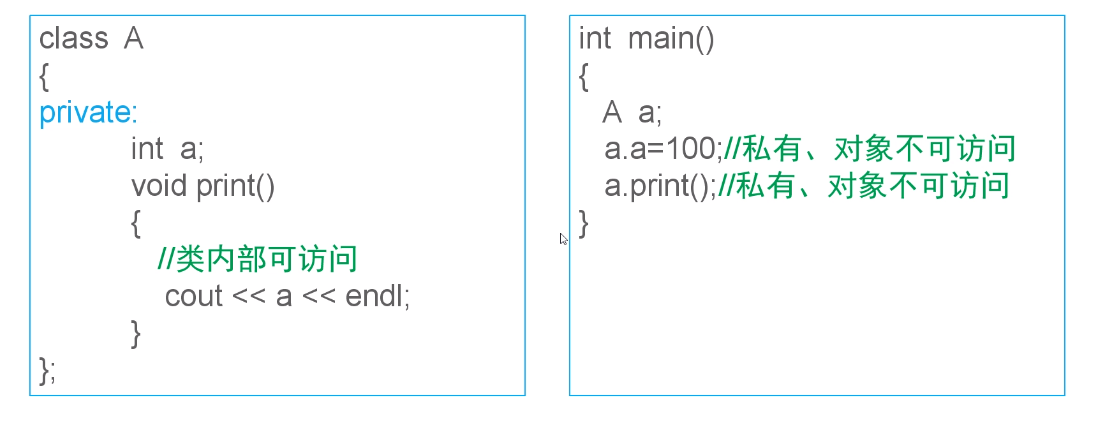 class  A
{
private:
int  a;
void print()
{
//类内部可访问
cout << a << endl;
}
};
int  main()
{
A  a;
a.a=100;//私有、对象不可访问
a.print();//私有、对象不可访问
}